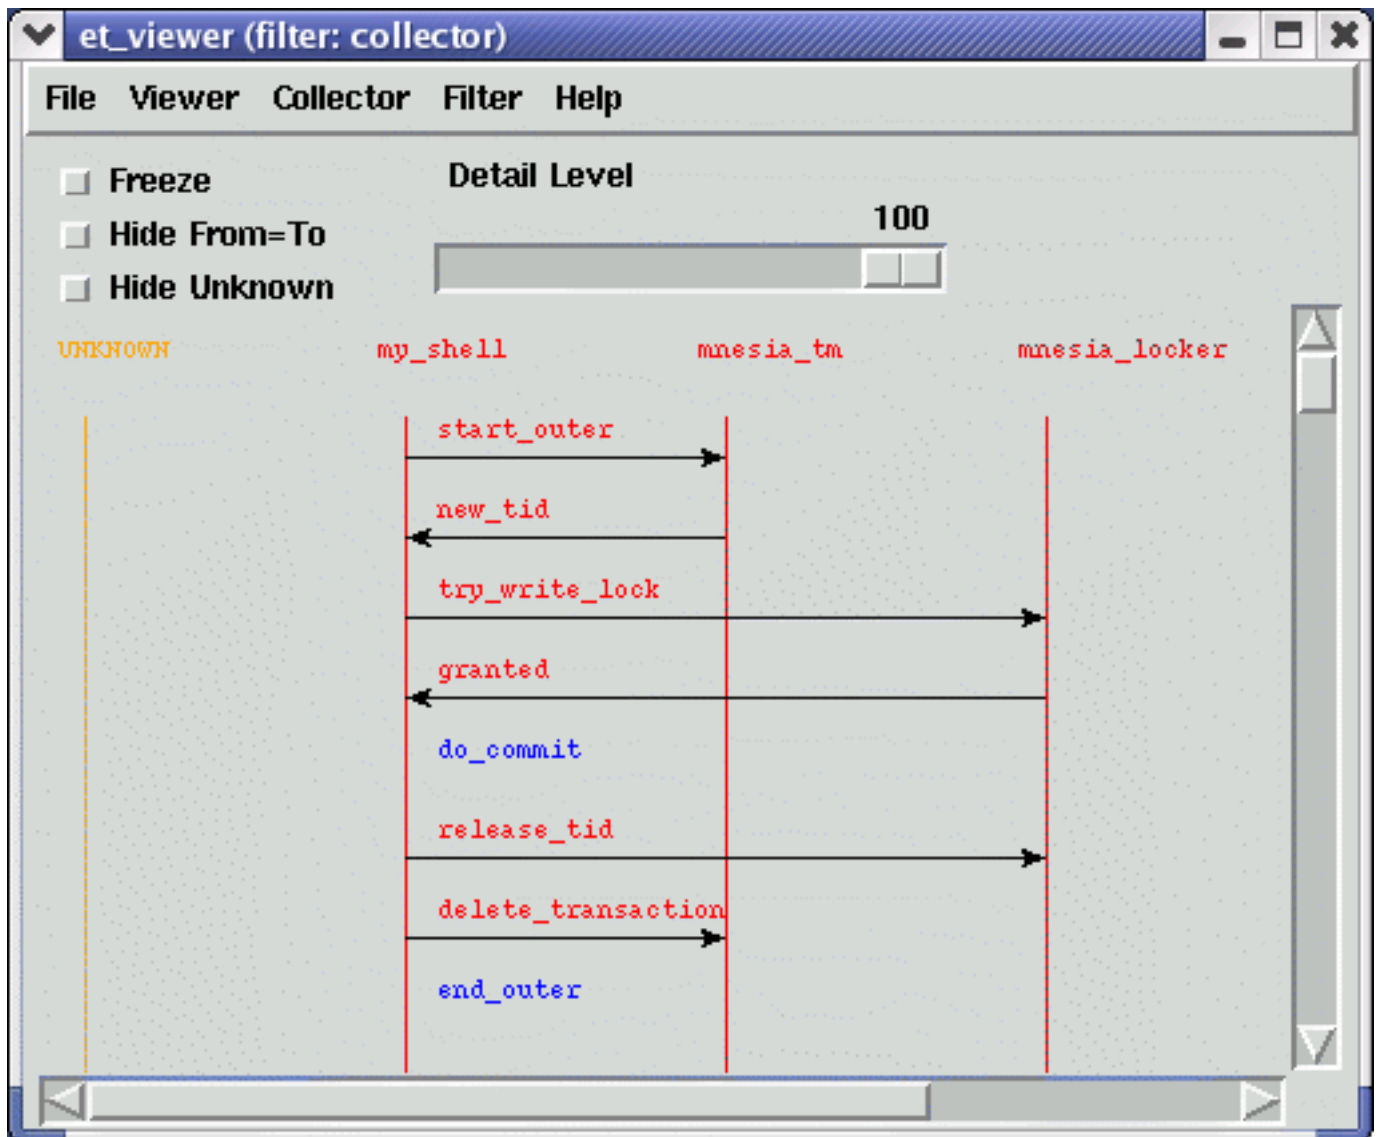 et_viewer (filter: collector)
File Viewer Collector Filter Help
Freeze
Detail Level
Hide From=To
100
Hide Unknown
UNKNOWN my_shell mnesia_tm mnesia_locker
start_outer
new_tid
try_write_lock
granted
do_commit
release_tid
delete_transaction
end_outer